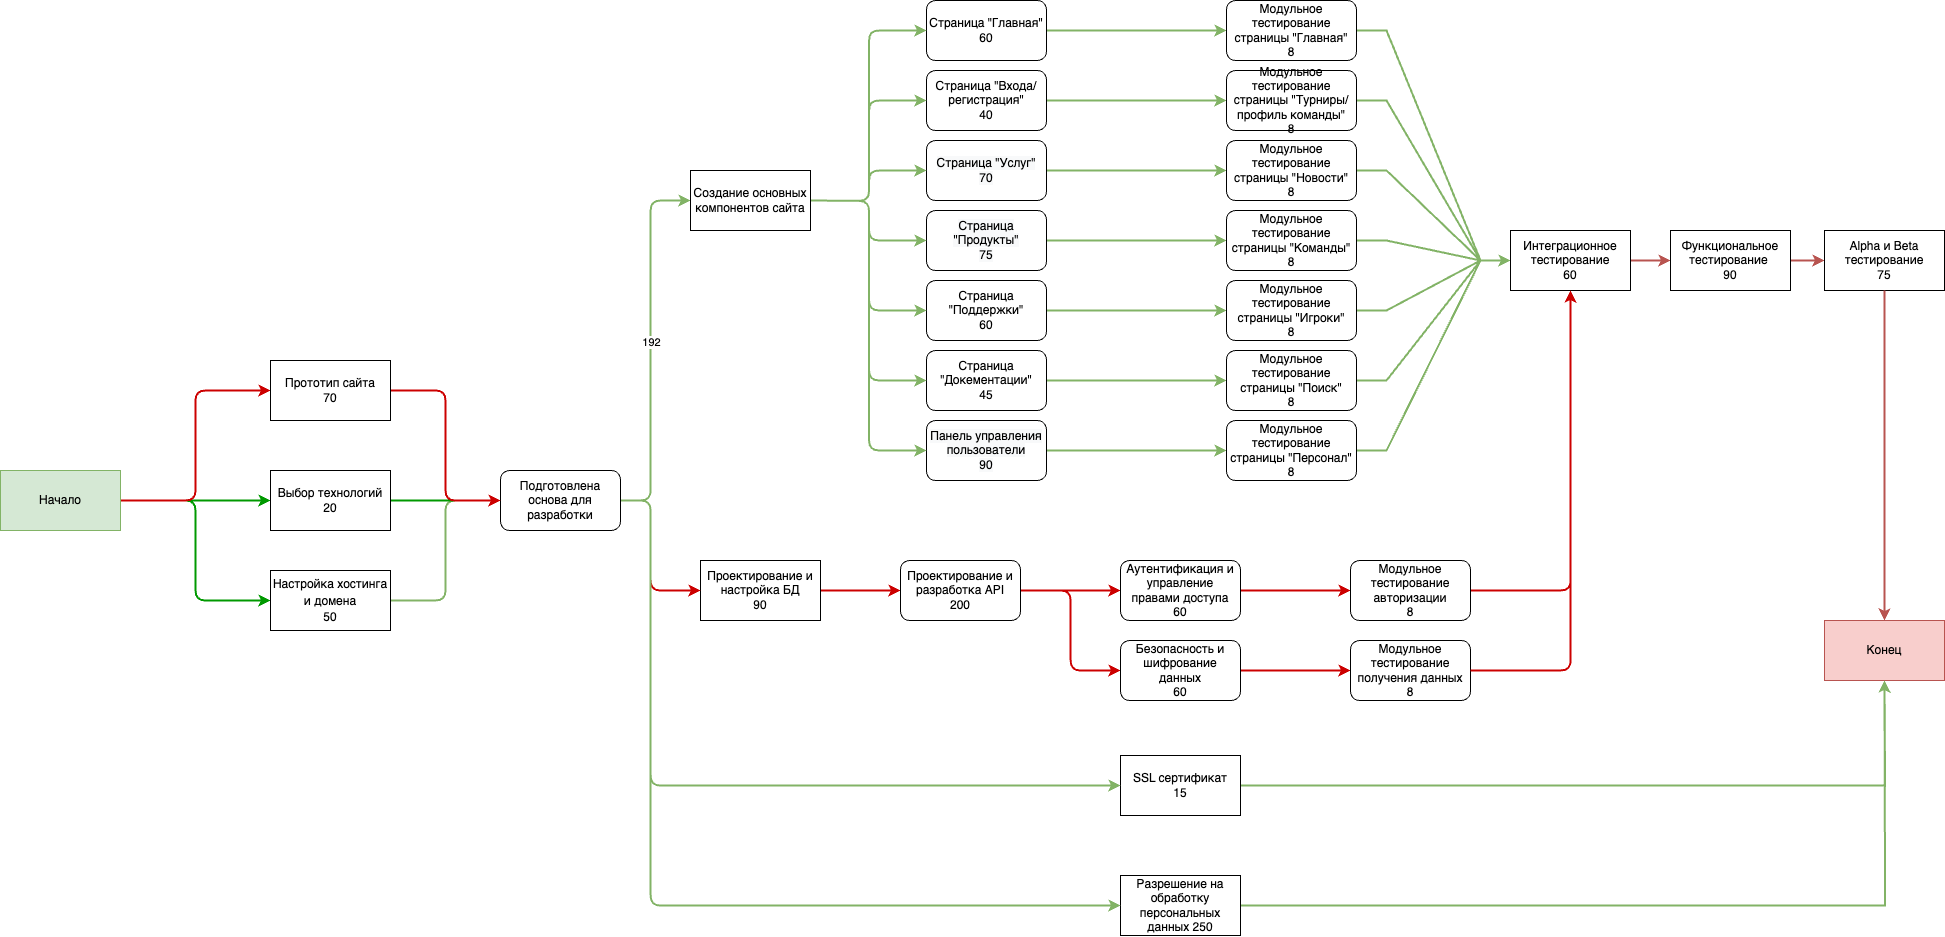 Начало
Прототип сайта
70
Выбор технологий
20
Настройка хостинга
и домена
50
Подготовлена
основа для
разработки
192
Создание основных
компонентов сайта
Страница "Главная"
60
Модульное
тестирование
страницы "Главная"
8
Страница "Входа/
регистрация"
40
Модульное
тестирование
страницы "Турниры/
профиль команды"
8
Страница "Услуг"
70
Модульное
тестирование
страницы "Новости"
8
Страница
"Продукты"
75
Модульное
тестирование
страницы "Команды"
8
Страница
"Поддержки"
60
Модульное
тестирование
страницы "Игроки"
8
Страница
"Докементации"
45
Модульное
тестирование
страницы "Поиск"
8
Панель управления
пользователи
90
Модульное
тестирование
страницы "Персонал"
8
Интеграционное
тестирование
60
Функциональное
тестирование
90
Alpha и Beta
тестирование
75
Проектирование и
настройка БД
90
Проектирование и
разработка API
200
Аутентификация и
управление
правами доступа
60
Модульное
тестирование
авторизации
8
Безопасность и
шифрование
данных
60
Модульное
тестирование
получения данных
8
Конец
SSL сертификат
15
Разрешение на
обработку
персональных
данных 250